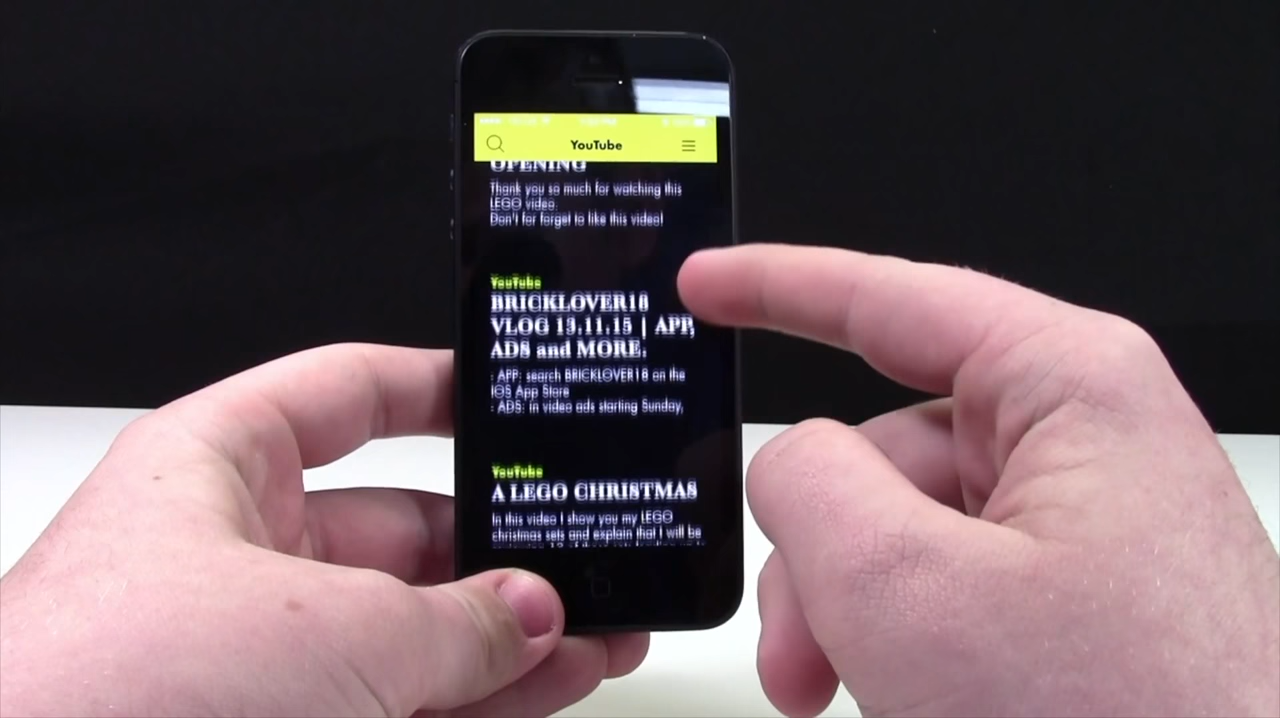 YouTube
OPENING
Thank you so much for watching this
LEGO video.
Don't for forget to like this video!
YouTube
BRICKLOVER18
VLOG 13.11.15 | APP,
ADS and MORE.
- APP: search BRICKLOVER18 on the
iOS App Store
- ADS: in video ads starting Sunday,
YouTube
A LEGO CHRISTMAS
In this video I show you my LEGO
christmas sets and explain that I will be